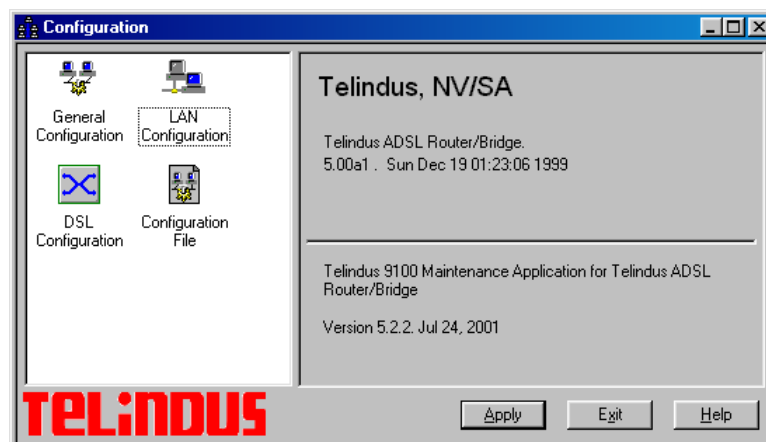 Configuration
General
Configuration
LAN
Configuration
DSL
Configuration
Configuration
File
Telindus, NV/SA
Telindus ADSL Router/Bridge.
5.00a1 . Sun Dec 19 01:23:06 1999
Telindus 9100 Maintenance Application for Telindus ADSL
Router/Bridge
Version 5.2.2. Jul 24, 2001
TELiNDUS
Apply
Exit
Help